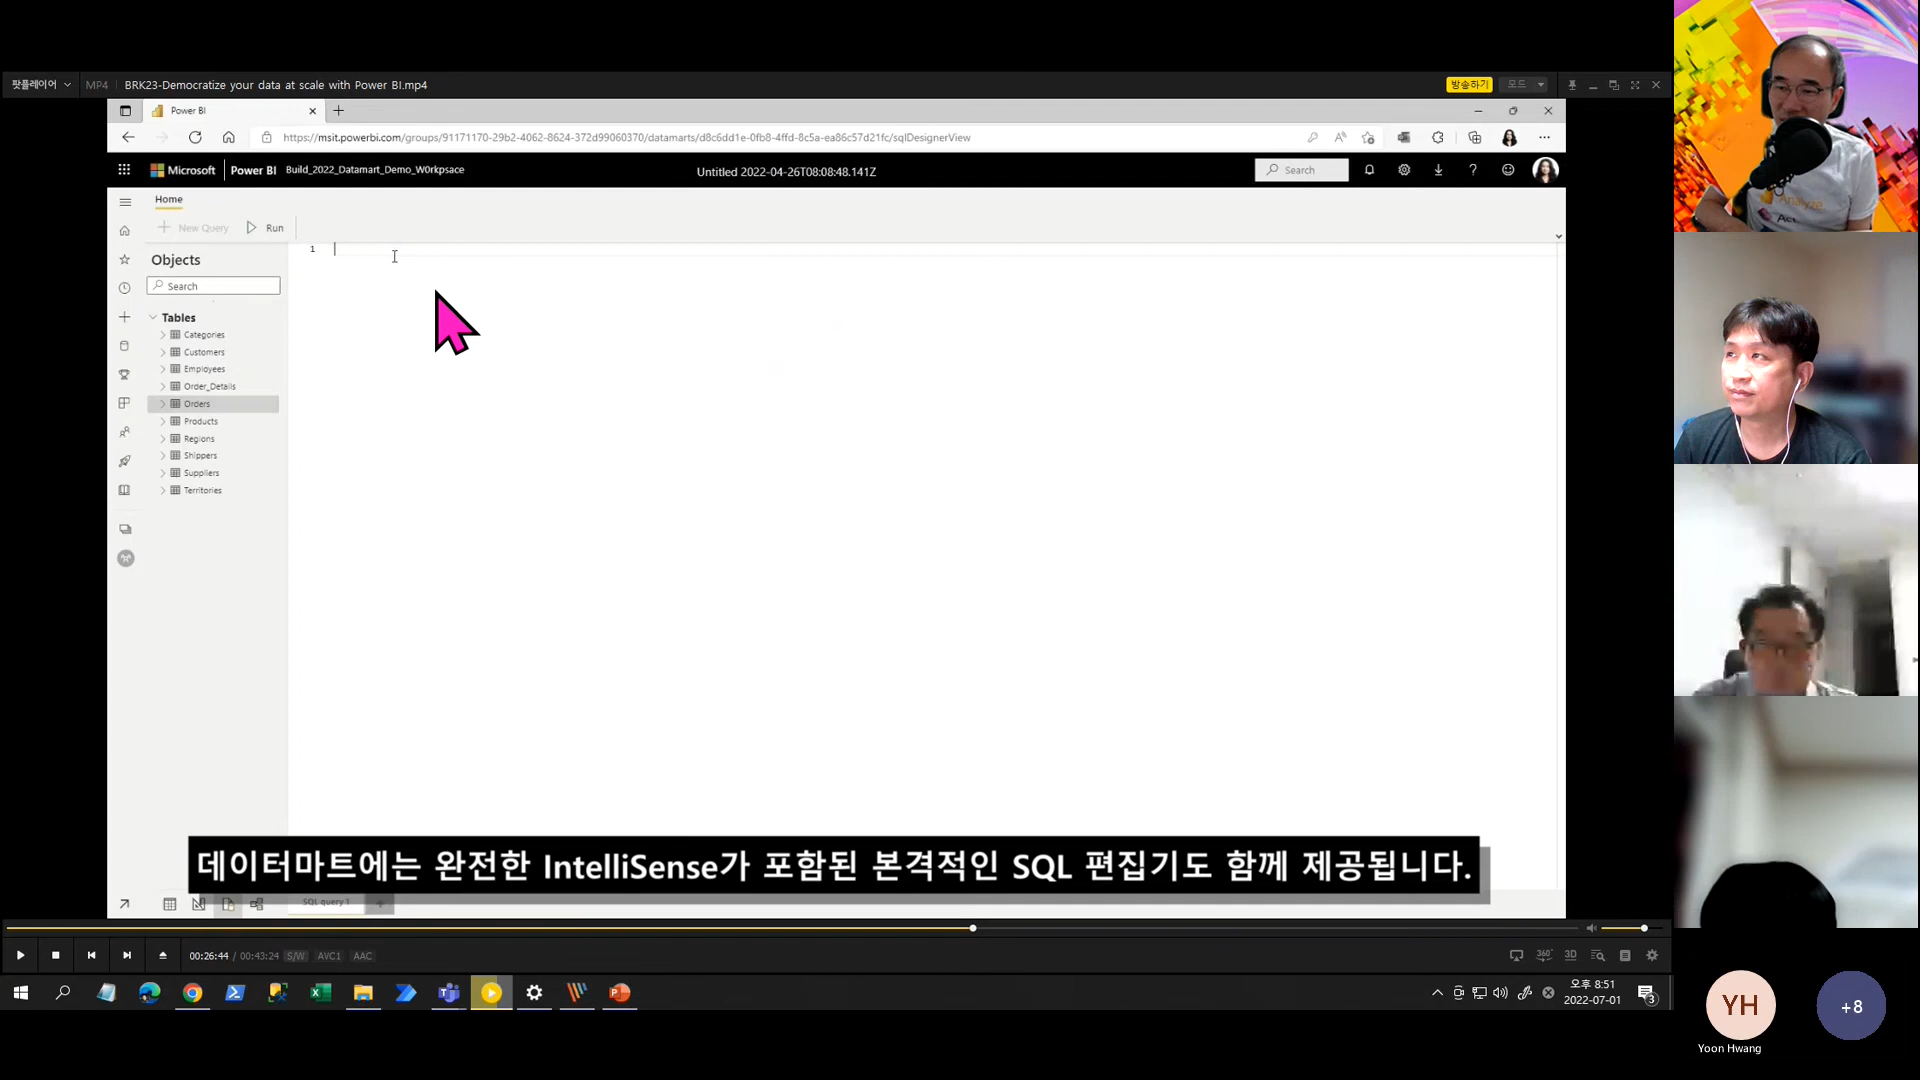 팟플레이어 MP4 BRK23-Democratize your data at scale with Power BI.mp4 방송하기 모드
Power BI
https://msit.powerbi.com/groups/91171170-29b2-4062-8624-372d99060370/datamarts/d8c6dd1e-0fb8-4ffd-8c5a-ea86c57d21fc/sqlDesignerView
Microsoft Power BI Build_2022_Datamart_Demo_W0rkpsace Untitled 2022-04-26T08:08:48.141Z Search
Home
New Query Run
1
Objects
Search
Tables
Categories
Customers
Employees
Order_Details
Orders
Products
Regions
Shippers
Suppliers
Territories
데이터마트에는 완전한 IntelliSense가 포함된 본격적인 SQL 편집기도 함께 제공됩니다.
SQL query 1
00:26:44 / 00:43:24 S/W AVC1 AAC
360° 3D
오후 8:51
2022-07-01
3
Analyze
YH
+8
Yoon Hwang